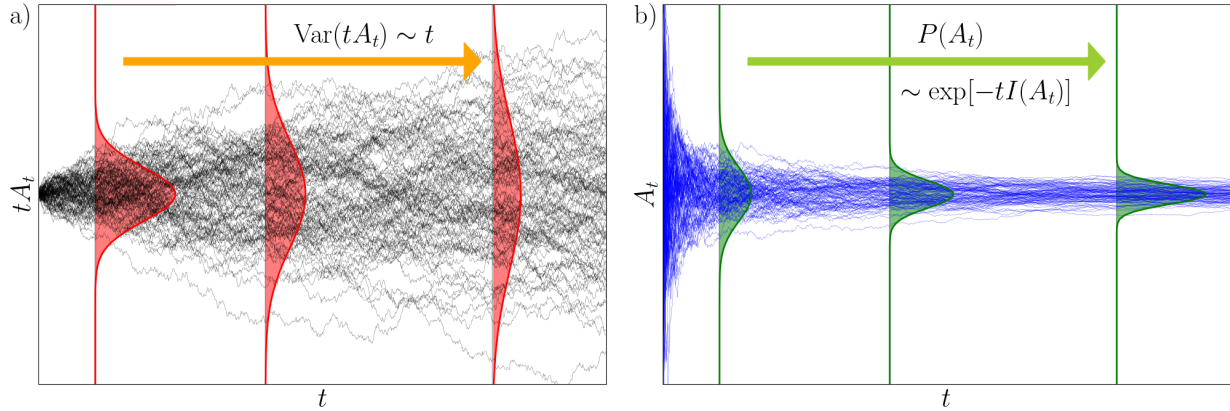 a)
Var(tA_t) ∼ t
tA_t
t
b)
P(A_t)
∼ exp[−tI(A_t)]
A_t
t